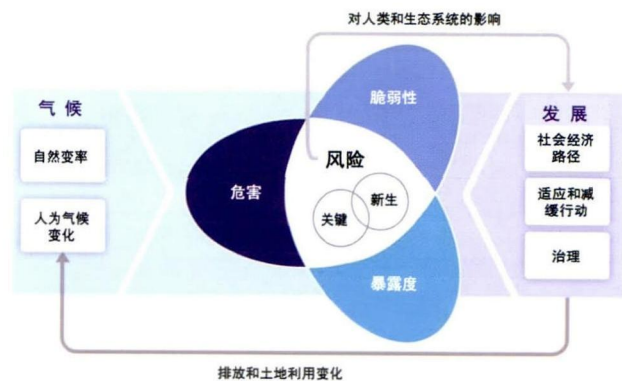 对人类和生态系统的影响
气候
自然变率
人为气候
变化
危害
脆弱性
风险
关键
新生
暴露度
发展
社会经济
路径
适应和减
缓行动
治理
排放和土地利用变化